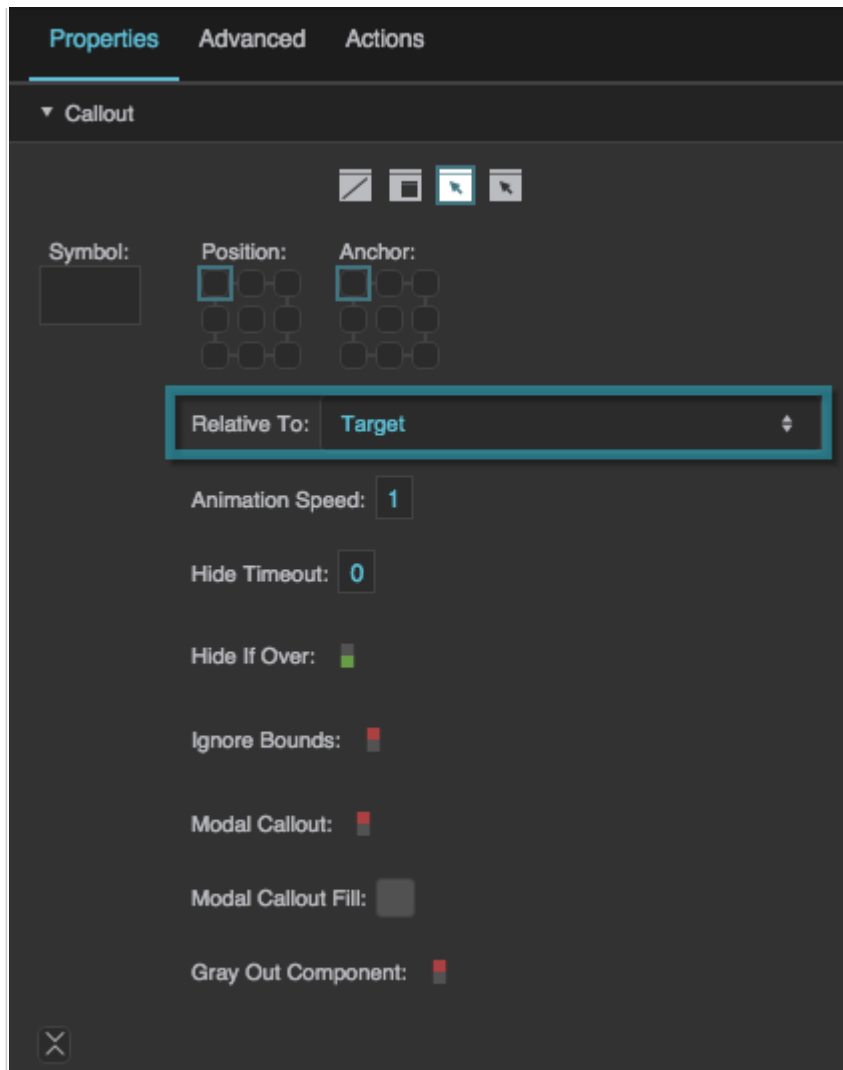 Properties Advanced Actions
Callout
Symbol: Position: Anchor:
Relative To: Target
Animation Speed: 1
Hide Timeout: 0
Hide If Over:
Ignore Bounds:
Modal Callout:
Modal Callout Fill:
Gray Out Component: